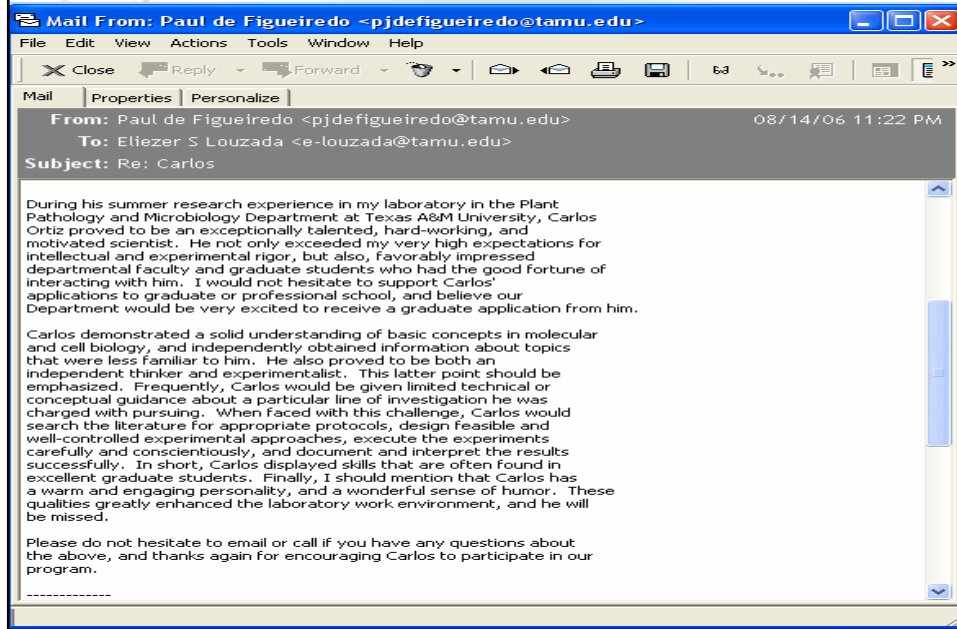 Mail From: Paul de Figueiredo <pjdefigueiredo@tamu.edu>
File Edit View Actions Tools Window Help
Close Reply Forward
Mail Properties Personalize
From: Paul de Figueiredo <pjdefigueiredo@tamu.edu> 08/14/06 11:22 PM
To: Eliezer S Louzada <e-louzada@tamu.edu>
Subject: Re: Carlos
During his summer research experience in my laboratory in the Plant
Pathology and Microbiology Department at Texas A&M University, Carlos
Ortiz proved to be an exceptionally talented, hard-working, and
motivated scientist. He not only exceeded my very high expectations for
intellectual and experimental rigor, but also, favorably impressed
departmental faculty and graduate students who had the good fortune of
interacting with him. I would not hesitate to support Carlos'
applications to graduate or professional school, and believe our
Department would be very excited to receive a graduate application from him.
Carlos demonstrated a solid understanding of basic concepts in molecular
and cell biology, and independently obtained information about topics
that were less familiar to him. He also proved to be both an
independent thinker and experimentalist. This latter point should be
emphasized. Frequently, Carlos would be given limited technical or
conceptual guidance about a particular line of investigation he was
charged with pursuing. When faced with this challenge, Carlos would
search the literature for appropriate protocols, design feasible and
well-controlled experimental approaches, execute the experiments
carefully and conscientiously, and document and interpret the results
successfully. In short, Carlos displayed skills that are often found in
excellent graduate students. Finally, I should mention that Carlos has
a warm and engaging personality, and a wonderful sense of humor. These
qualities greatly enhanced the laboratory work environment, and he will
be missed.
Please do not hesitate to email or call if you have any questions about
the above, and thanks again for encouraging Carlos to participate in our
program.
-------------